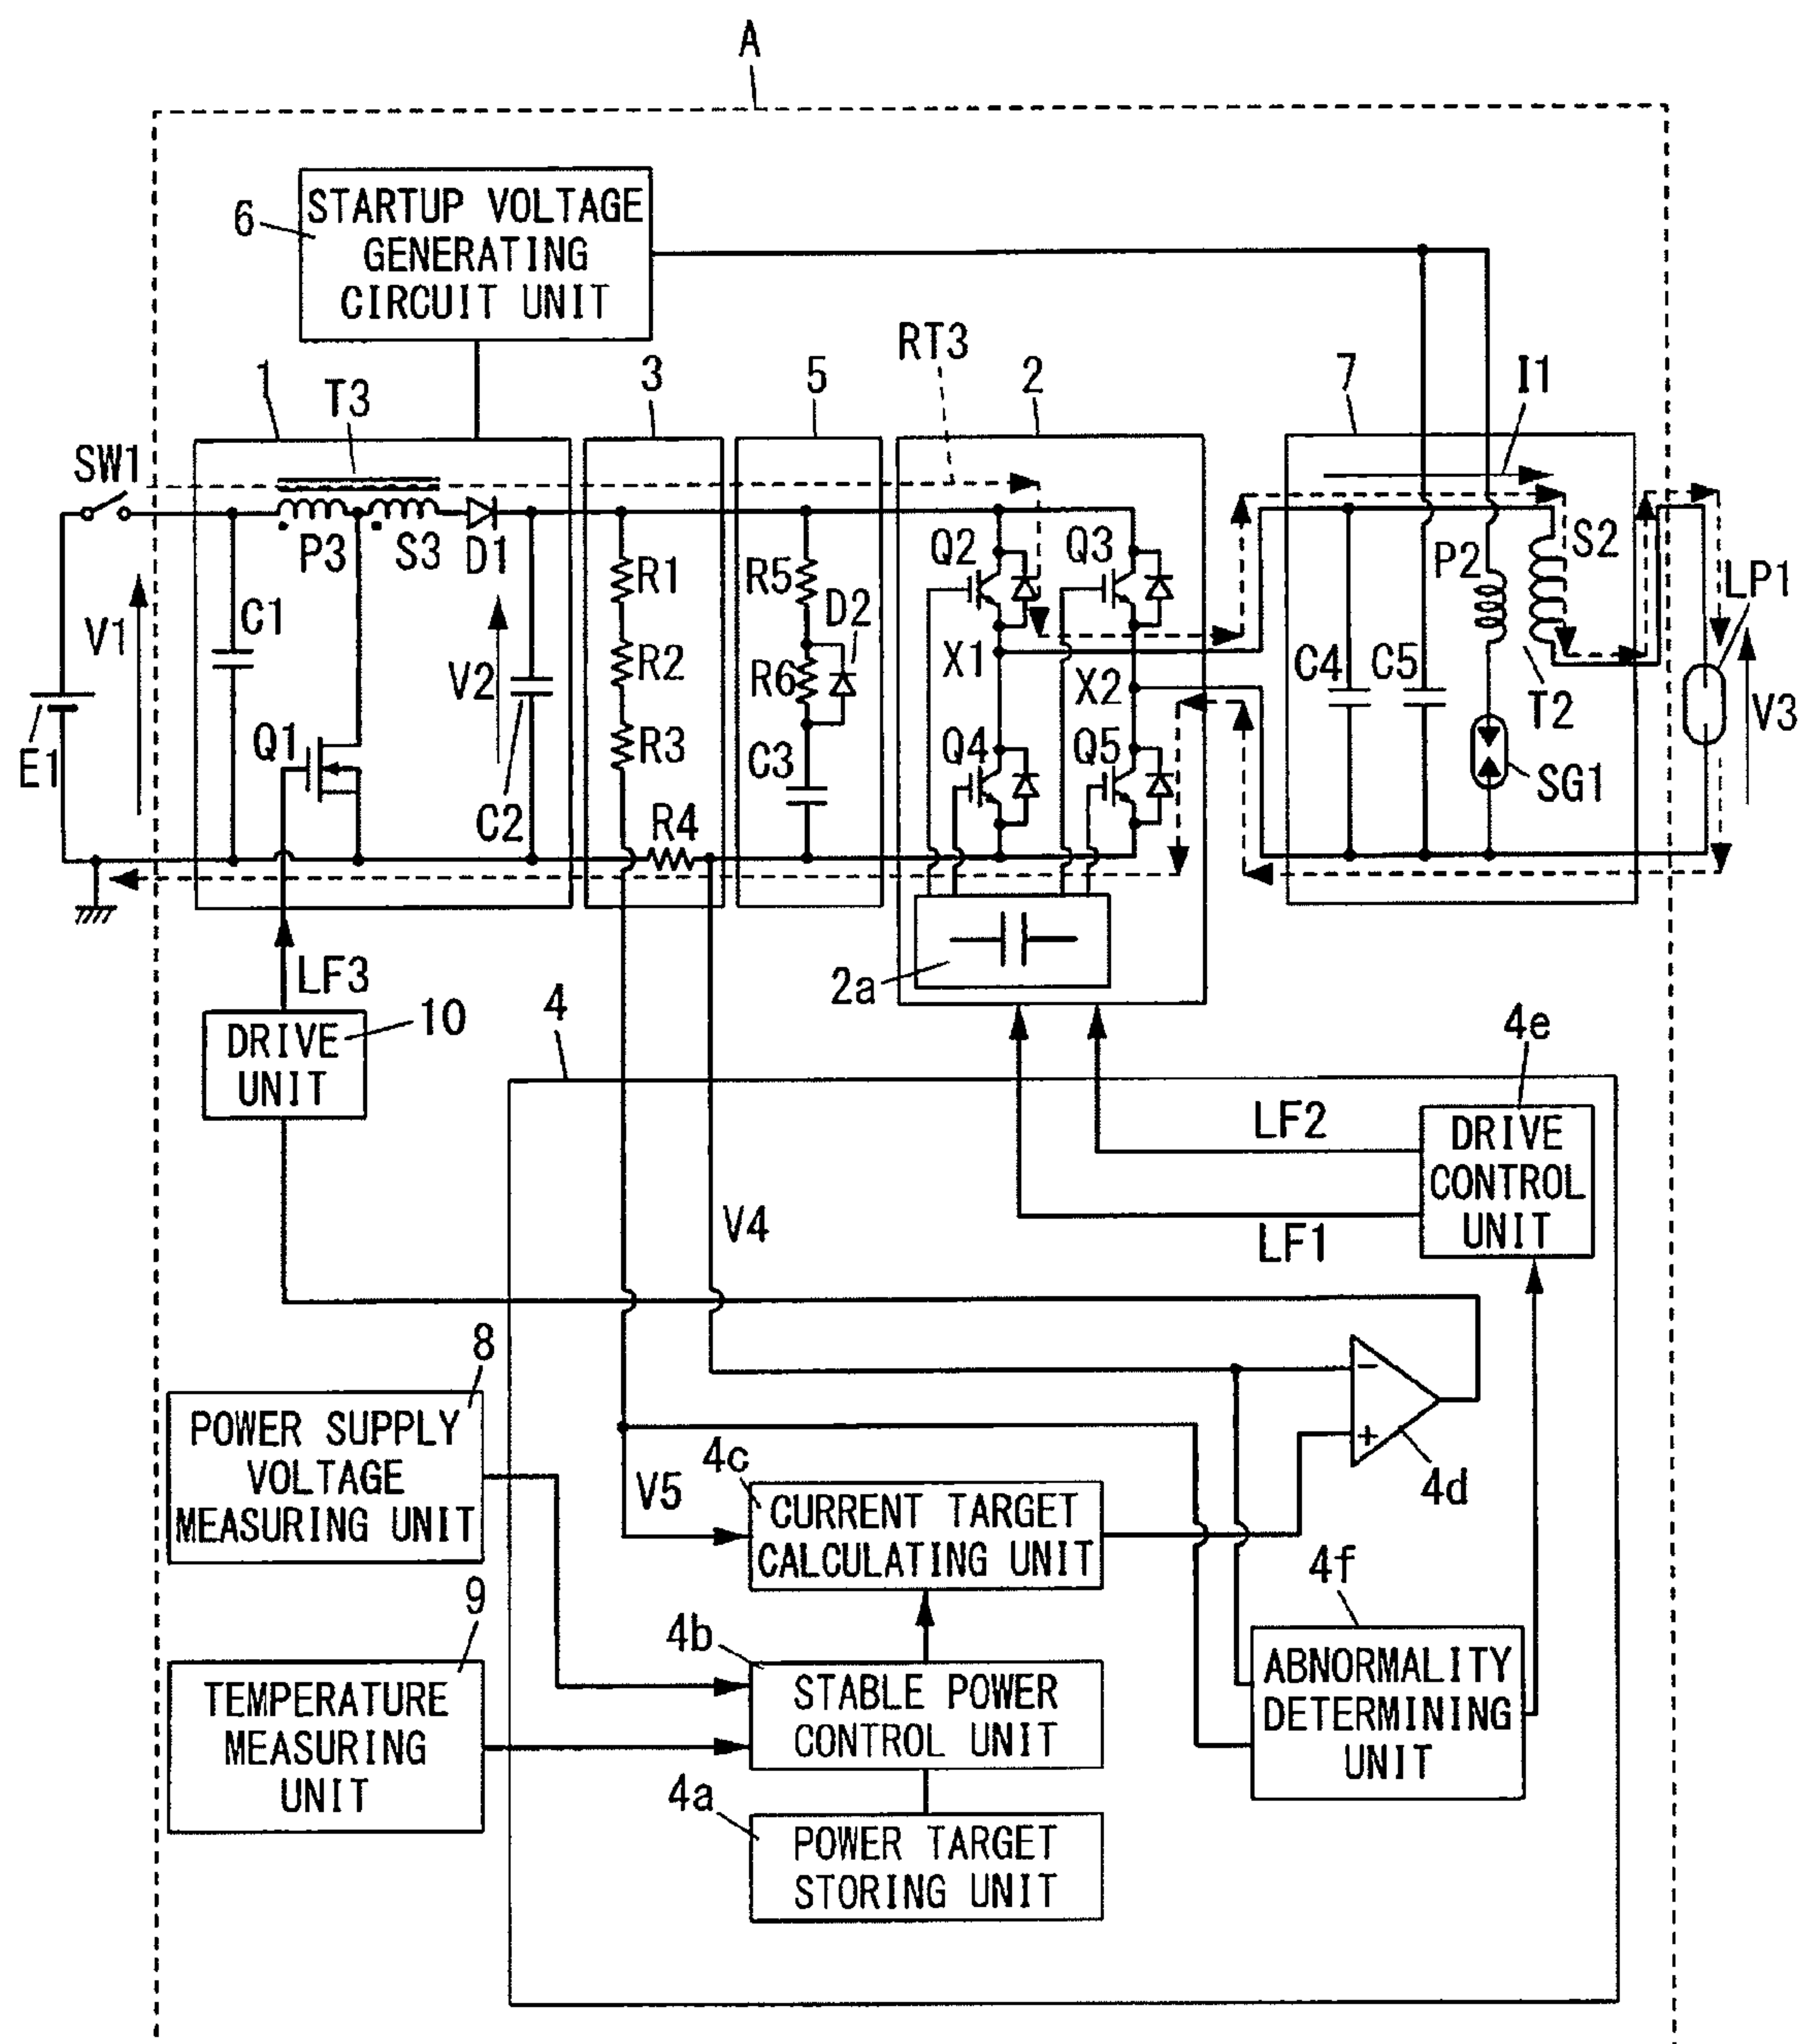 A
STARTUP VOLTAGE
GENERATING
CIRCUIT UNIT
6
RT3
1
T3
3
5
2
7
I1
SW1
P3
S3
D1
R1
R5
Q2
Q3
P2
S2
LP1
V1
C1
V2
R2
D2
R6
X1
X2
C4
C5
T2
V3
E1
Q1
R3
C3
Q4
Q5
SG1
C2
R4
2a
LF3
DRIVE
UNIT
10
4
4e
DRIVE
CONTROL
UNIT
LF2
LF1
V4
8
POWER SUPPLY
VOLTAGE
MEASURING UNIT
-
+
4d
V5
4c
CURRENT TARGET
CALCULATING UNIT
9
TEMPERATURE
MEASURING
UNIT
4b
STABLE POWER
CONTROL UNIT
4f
ABNORMALITY
DETERMINING
UNIT
4a
POWER TARGET
STORING UNIT